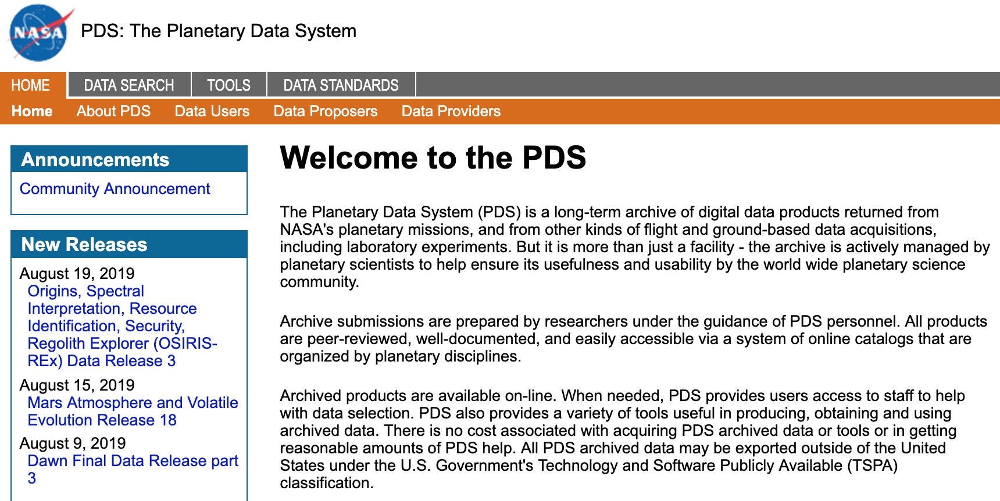 NASA
PDS: The Planetary Data System
HOME DATA SEARCH TOOLS DATA STANDARDS
Home About PDS Data Users Data Proposers Data Providers
Announcements
Community Announcement
New Releases
August 19, 2019
Origins, Spectral
Interpretation, Resource
Identification, Security,
Regolith Explorer (OSIRIS-
REx) Data Release 3
August 15, 2019
Mars Atmosphere and Volatile
Evolution Release 18
August 9, 2019
Dawn Final Data Release part
3
Welcome to the PDS
The Planetary Data System (PDS) is a long-term archive of digital data products returned from
NASA's planetary missions, and from other kinds of flight and ground-based data acquisitions,
including laboratory experiments. But it is more than just a facility - the archive is actively managed by
planetary scientists to help ensure its usefulness and usability by the world wide planetary science
community.
Archive submissions are prepared by researchers under the guidance of PDS personnel. All products
are peer-reviewed, well-documented, and easily accessible via a system of online catalogs that are
organized by planetary disciplines.
Archived products are available on-line. When needed, PDS provides users access to staff to help
with data selection. PDS also provides a variety of tools useful in producing, obtaining and using
archived data. There is no cost associated with acquiring PDS archived data or tools or in getting
reasonable amounts of PDS help. All PDS archived data may be exported outside of the United
States under the U.S. Government's Technology and Software Publicly Available (TSPA)
classification.